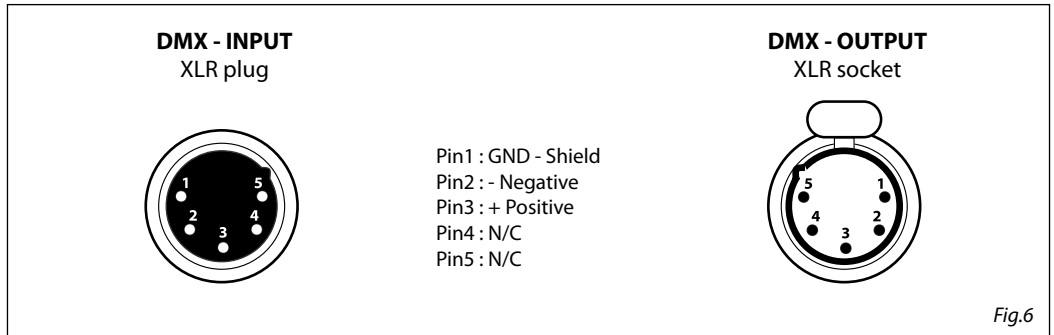 DMX - INPUT
XLR plug
1
5
2
4
3
Pin1 : GND - Shield
Pin2 : - Negative
Pin3 : + Positive
Pin4 : N/C
Pin5 : N/C
DMX - OUTPUT
XLR socket
5
1
4
2
3
Fig.6